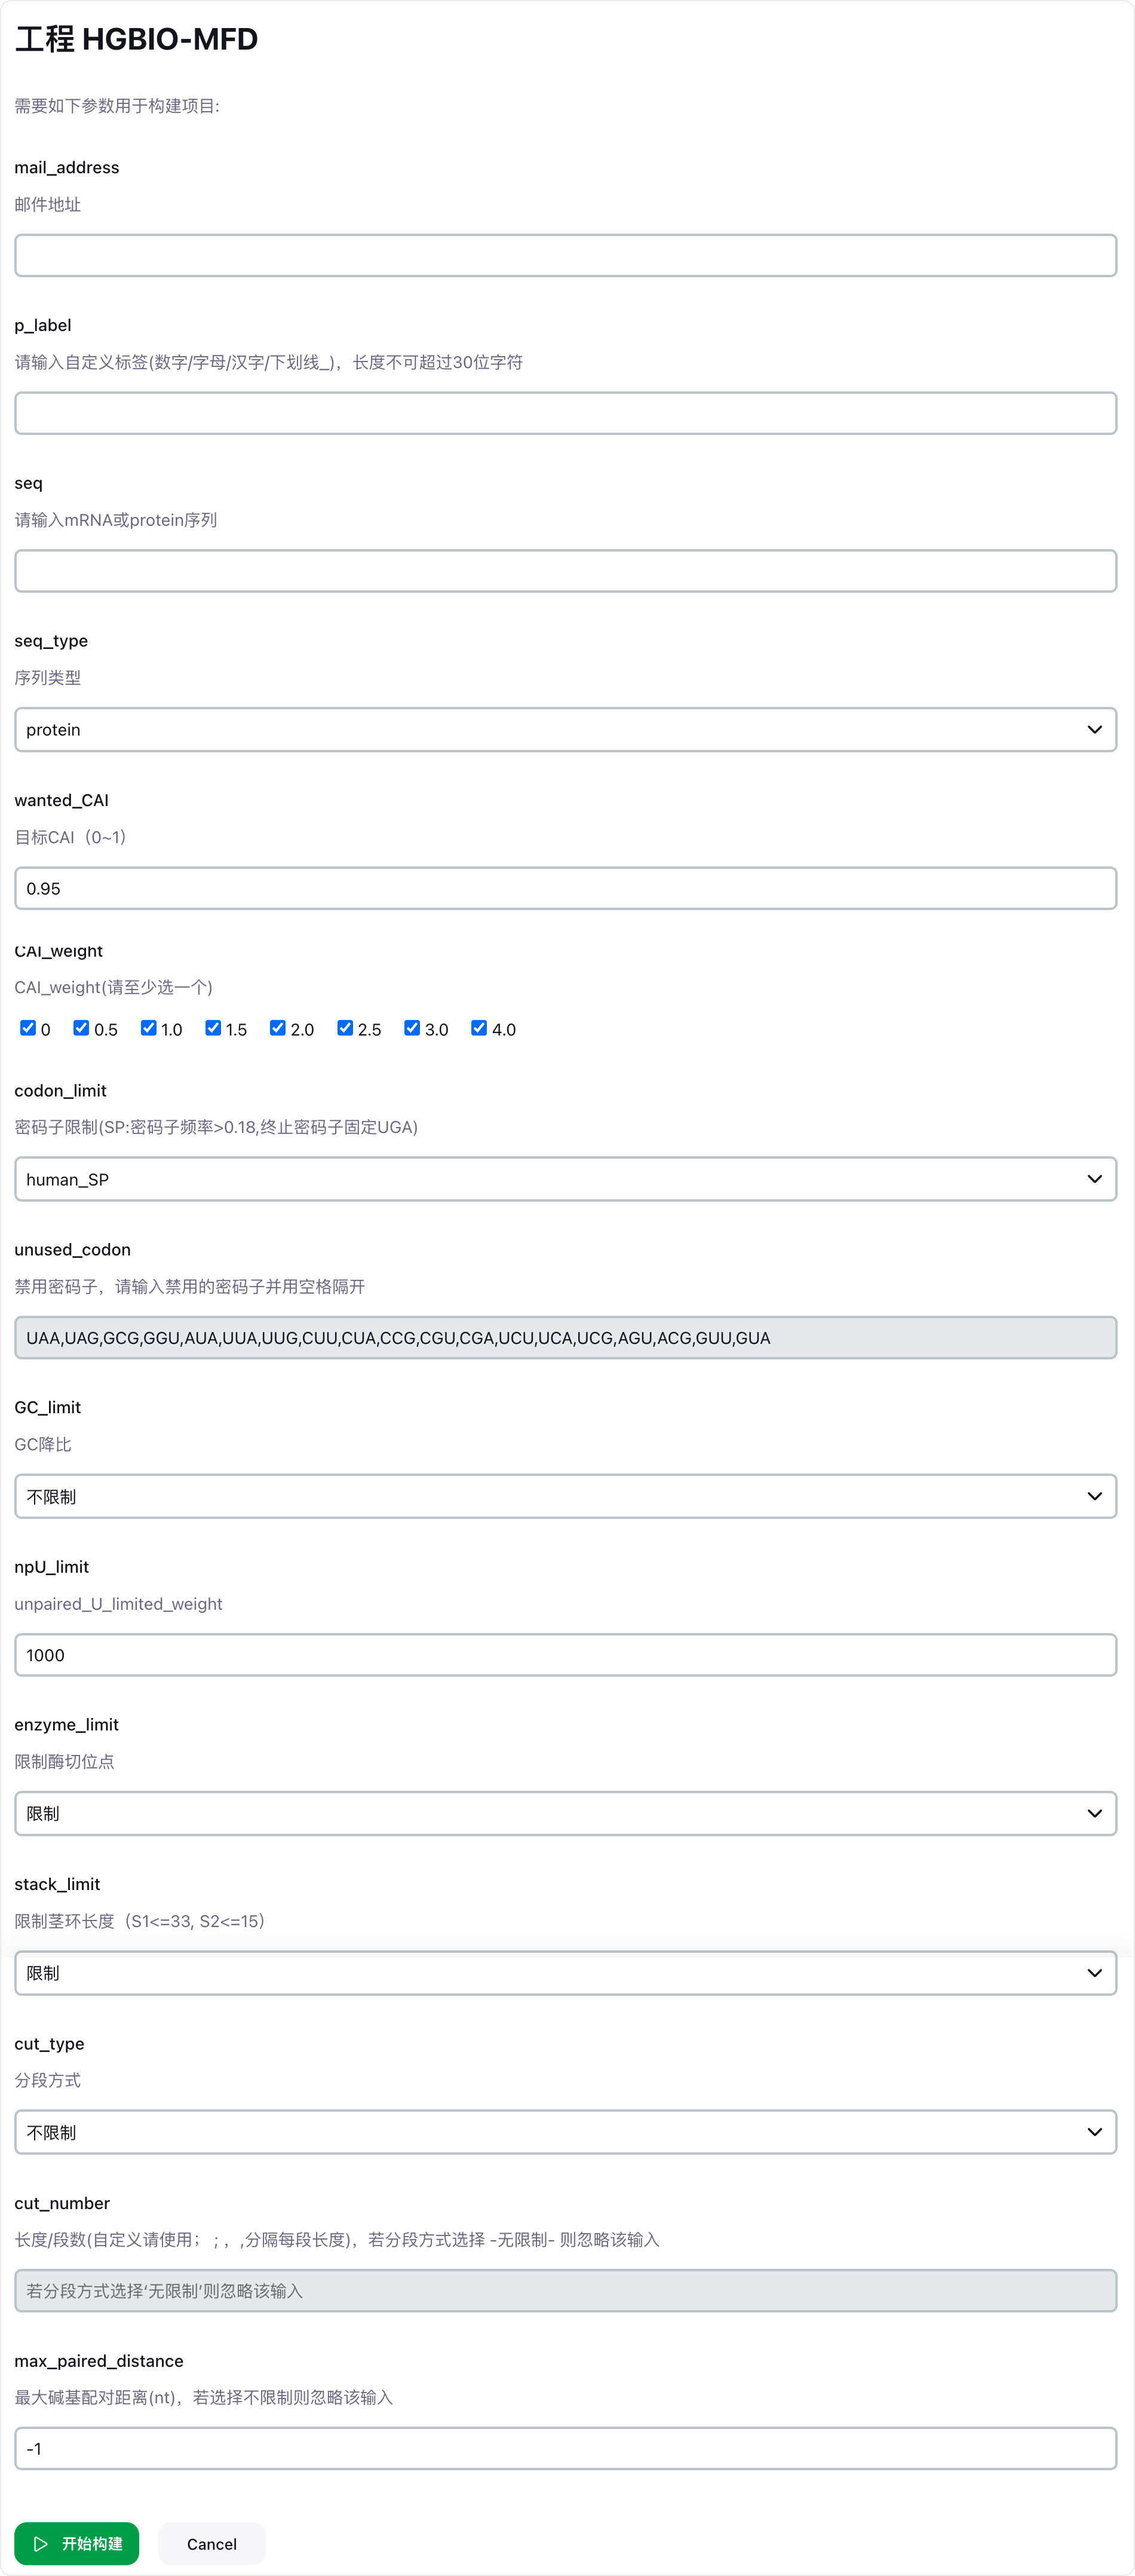 工程 HGBIO-MFD
需要如下参数用于构建项目:
mail_address
邮件地址
p_label
请输入自定义标签(数字/字母/汉字/下划线_)，长度不可超过30位字符
seq
请输入mRNA或protein序列
seq_type
序列类型
protein
wanted_CAI
目标CAI（0~1）
0.95
CAI_weight
CAI_weight(请至少选一个)
0 0.5 1.0 1.5 2.0 2.5 3.0 4.0
codon_limit
密码子限制(SP:密码子频率>0.18,终止密码子固定UGA)
human_SP
unused_codon
禁用密码子，请输入禁用的密码子并用空格隔开
UAA,UAG,GCG,GGU,AUA,UUA,UUG,CUU,CUA,CCG,CGU,CGA,UCU,UCA,UCG,AGU,ACG,GUU,GUA
GC_limit
GC降比
不限制
npU_limit
unpaired_U_limited_weight
1000
enzyme_limit
限制酶切位点
限制
stack_limit
限制茎环长度（S1<=33, S2<=15）
限制
cut_type
分段方式
不限制
cut_number
长度/段数(自定义请使用； ; ，,分隔每段长度)，若分段方式选择 -无限制- 则忽略该输入
若分段方式选择‘无限制’则忽略该输入
max_paired_distance
最大碱基配对距离(nt)，若选择不限制则忽略该输入
-1
开始构建 Cancel